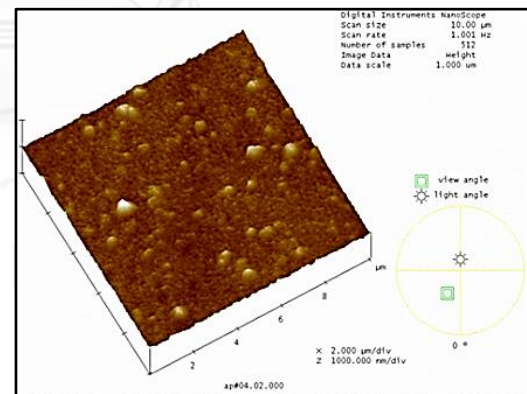 Digital Instruments NanoScope
Scan size 10.00 µm
Scan rate 1.001 Hz
Number of samples 512
Image Data Height
Data scale 1.000 um
view angle
light angle
µm
8
6
4
2
X 2.000 µm/div
Z 1000.000 nm/div
0 °
ap#04.02.000